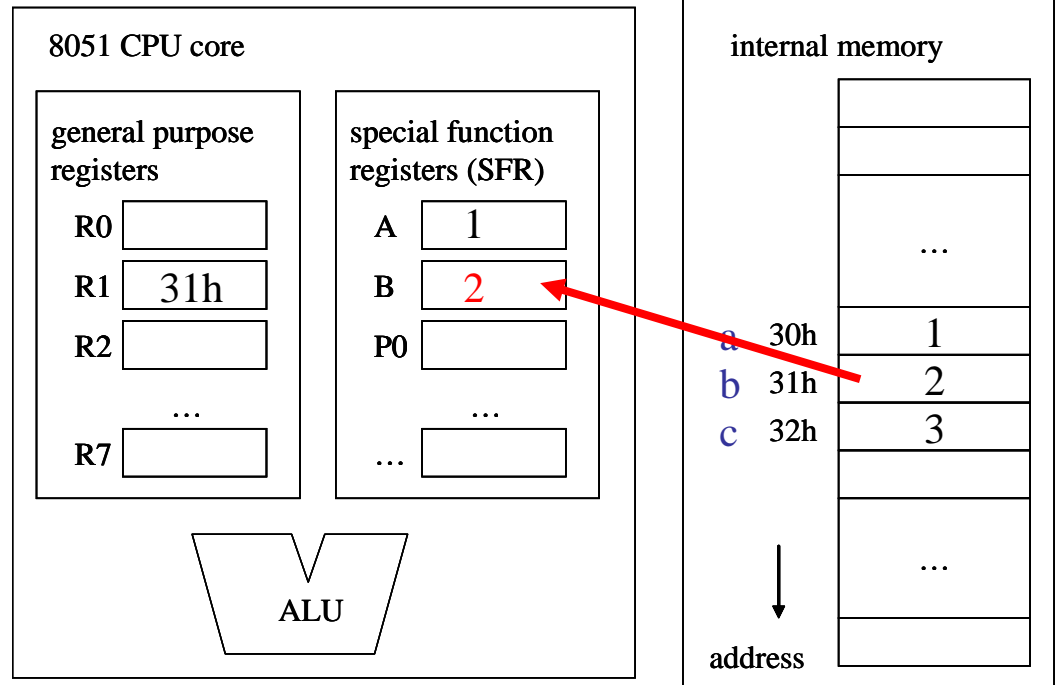 8051 CPU core
general purpose
registers
R0
R1 31h
R2
...
R7
special function
registers (SFR)
A 1
B 2
P0
...
...
ALU
internal memory
...
a 30h 1
b 31h 2
c 32h 3
...
address